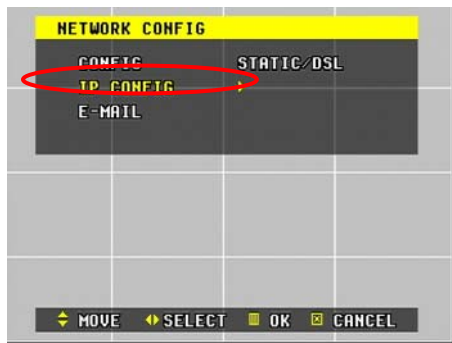 NETWORK CONFIG
CONFIG STATIC/DSL
IP CONFIG
E-MAIL
MOVE SELECT OK CANCEL